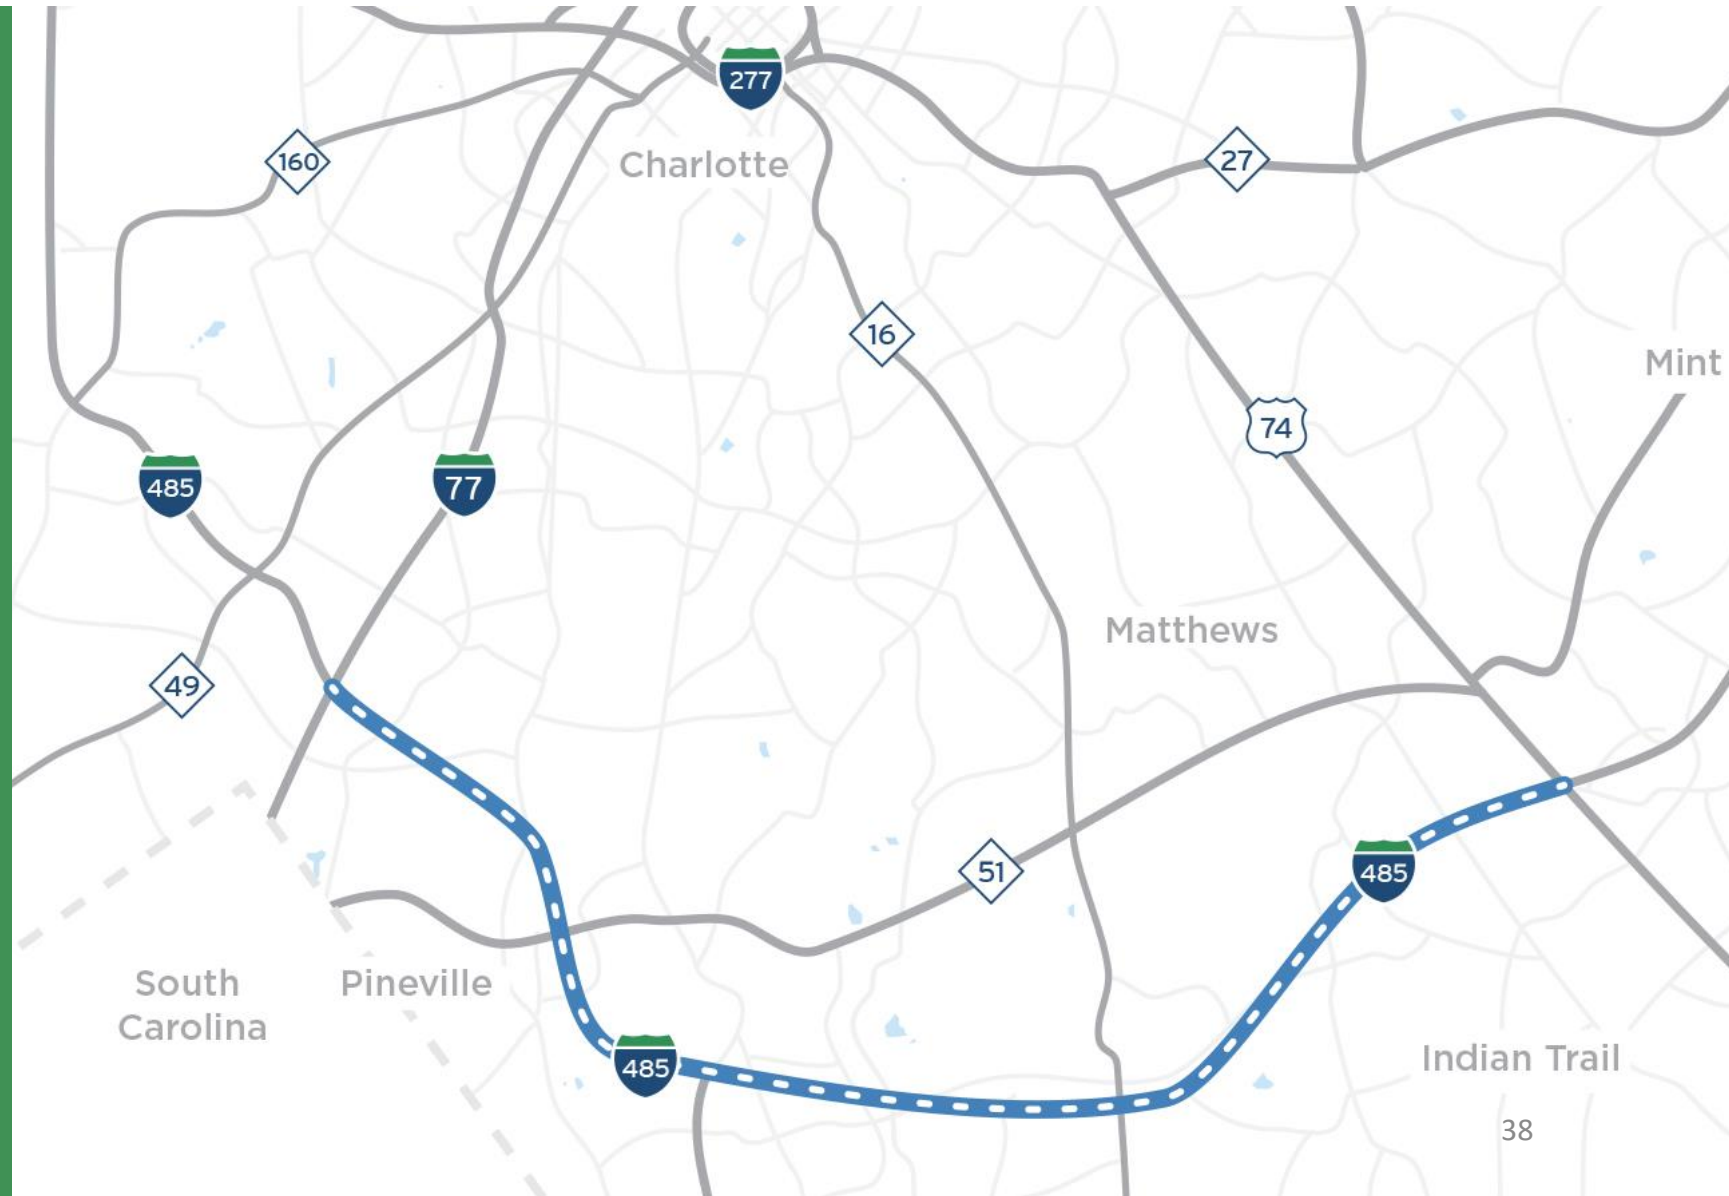 277
Charlotte
160
27
16
Mint
74
485
77
Matthews
49
51
485
South
Carolina
Pineville
485
Indian Trail
38